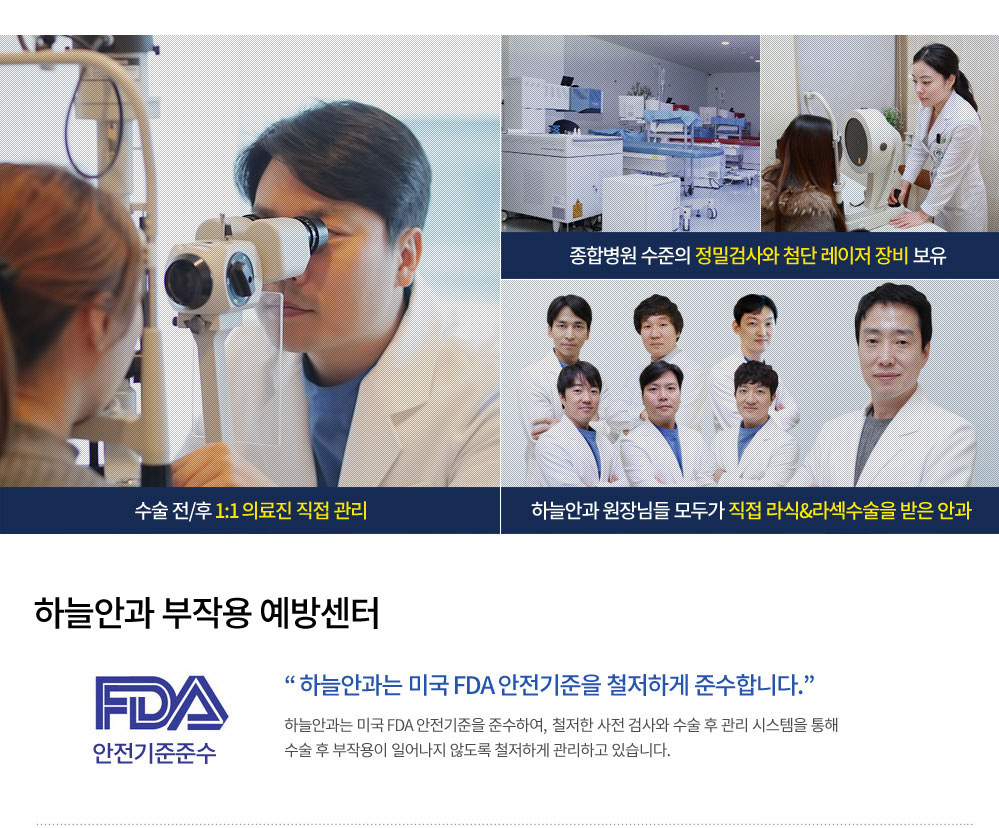 종합병원 수준의 정밀검사와 첨단 레이저 장비 보유
수술 전/후 1:1 의료진 직접 관리
하늘안과 원장님들 모두가 직접 라식&라섹수술을 받은 안과
하늘안과 부작용 예방센터
FDA
안전기준준수
“ 하늘안과는 미국 FDA 안전기준을 철저하게 준수합니다.”
하늘안과는 미국 FDA 안전기준을 준수하여, 철저한 사전 검사와 수술 후 관리 시스템을 통해
수술 후 부작용이 일어나지 않도록 철저하게 관리하고 있습니다.